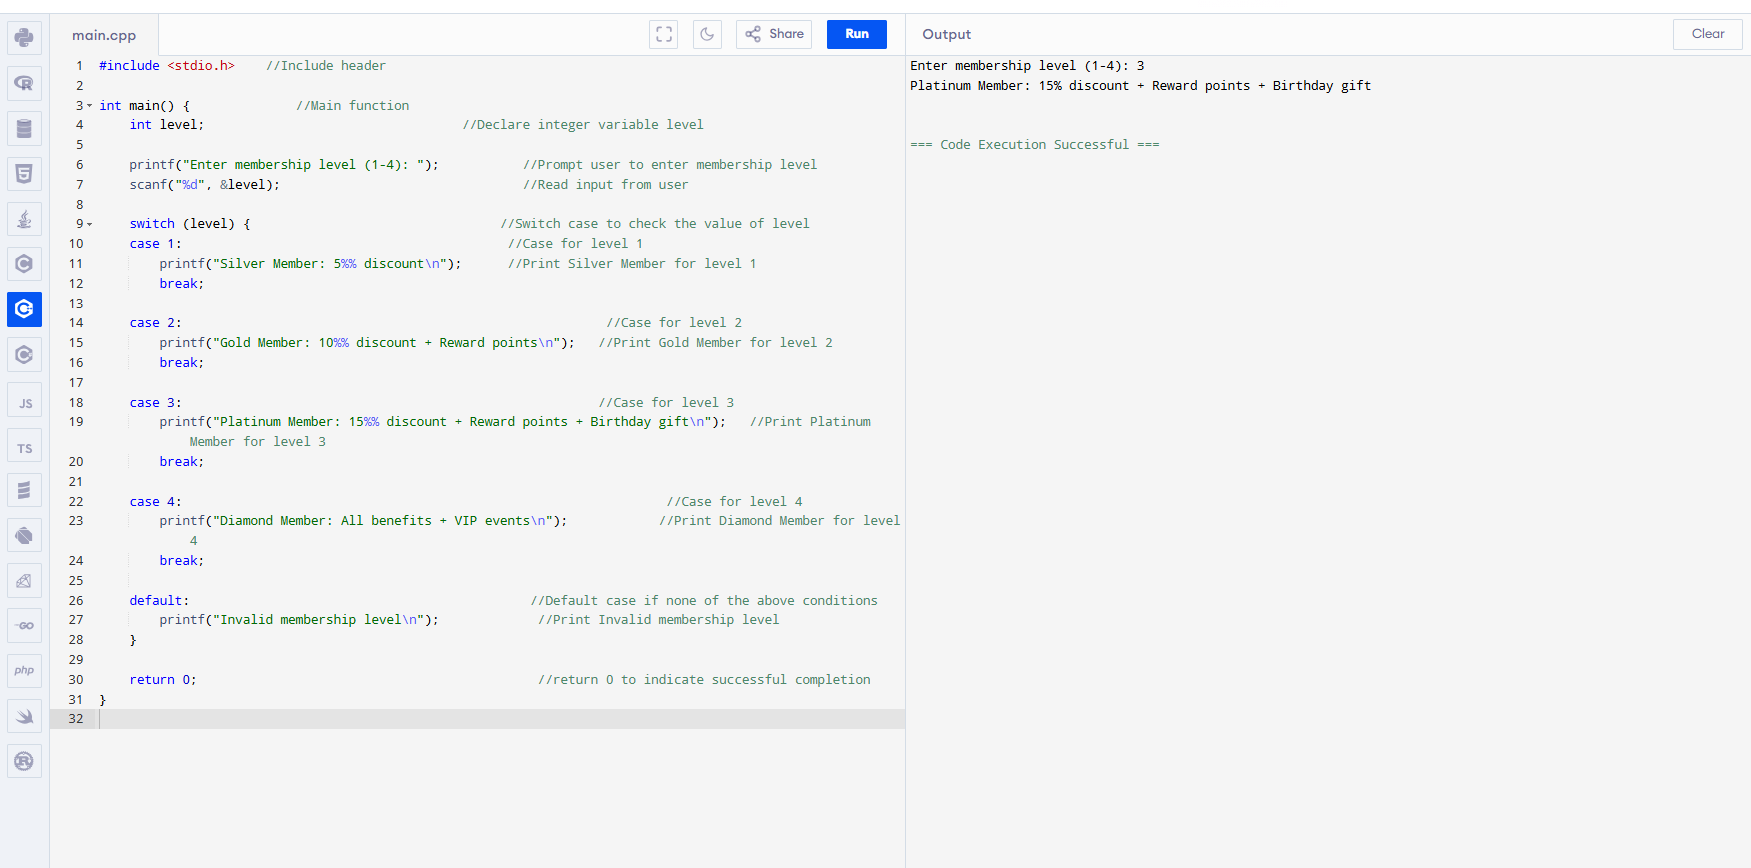 main.cpp
Share
Run
Output
Clear
1 #include <stdio.h>    //Include header
2
3 int main() {              //Main function
4     int level;                                  //Declare integer variable level
5
6     printf("Enter membership level (1-4): ");           //Prompt user to enter membership level
7     scanf("%d", &level);                                //Read input from user
8
9     switch (level) {                                 //Switch case to check the value of level
10     case 1:                                           //Case for level 1
11         printf("Silver Member: 5%% discount\n");      //Print Silver Member for level 1
12         break;
13
14     case 2:                                                        //Case for level 2
15         printf("Gold Member: 10%% discount + Reward points\n");   //Print Gold Member for level 2
16         break;
17
18     case 3:                                                       //Case for level 3
19         printf("Platinum Member: 15%% discount + Reward points + Birthday gift\n");   //Print Platinum
Member for level 3
20         break;
21
22     case 4:                                                                //Case for level 4
23         printf("Diamond Member: All benefits + VIP events\n");            //Print Diamond Member for level
4
24         break;
25
26     default:                                             //Default case if none of the above conditions
27         printf("Invalid membership level\n");             //Print Invalid membership level
28     }
29
30     return 0;                                             //return 0 to indicate successful completion
31 }
32
Enter membership level (1-4): 3
Platinum Member: 15% discount + Reward points + Birthday gift
=== Code Execution Successful ===
JS
TS
GO
php